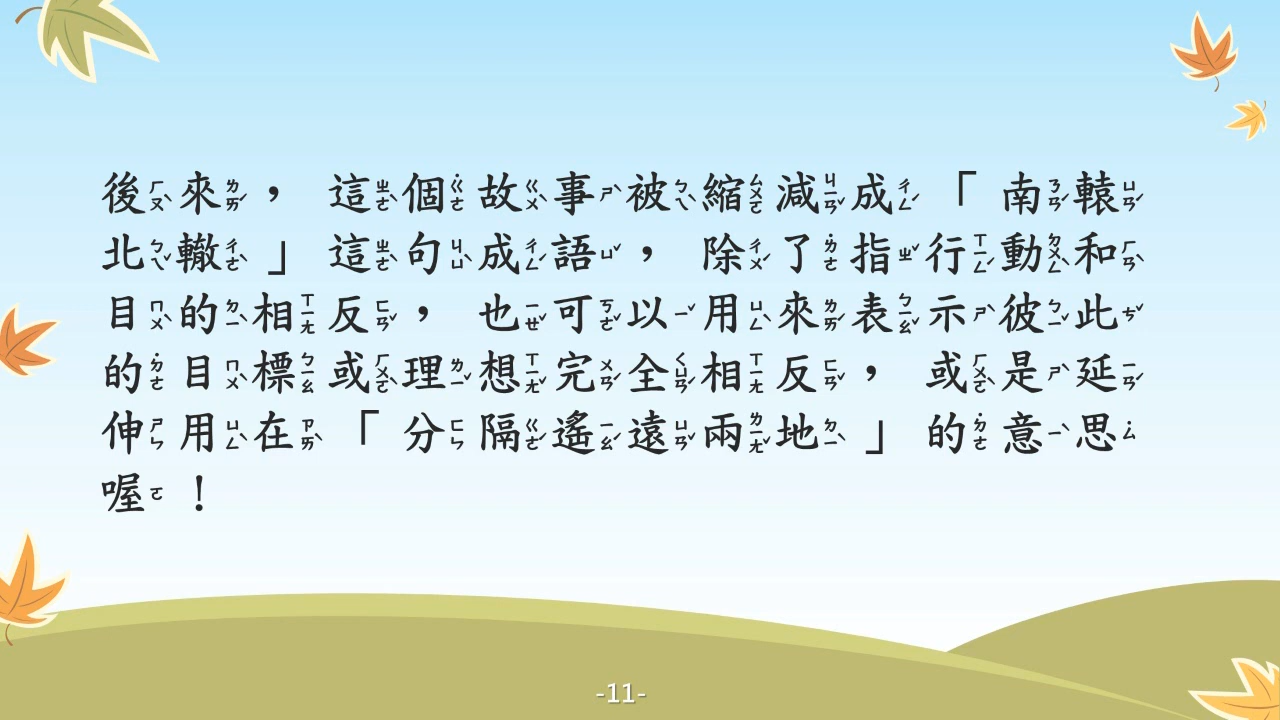 後來，這個故事被縮減成「南轅
北轍」這句成語，除了指行動和
目的相反，也可以用來表示彼此
的目標或理想完全相反，或是延
伸用在「分隔遙遠兩地」的意思
喔！
-11-